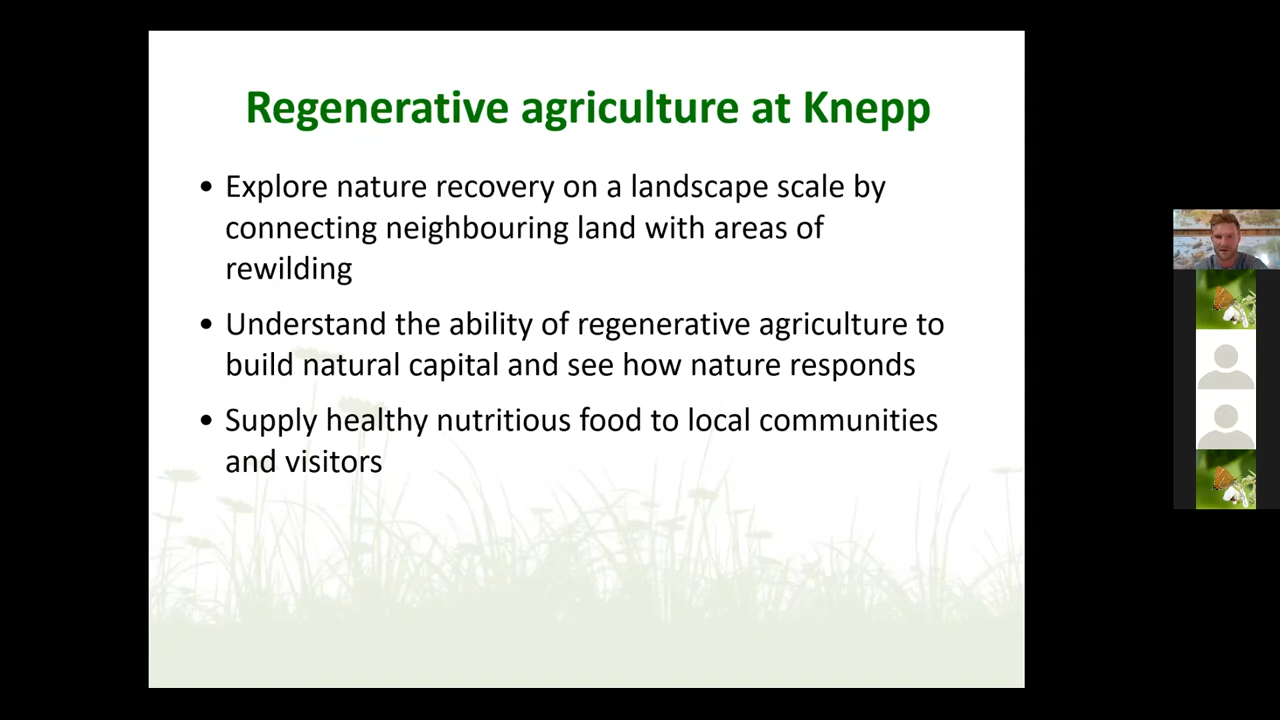 Regenerative agriculture at Knepp
• Explore nature recovery on a landscape scale by
connecting neighbouring land with areas of
rewilding
• Understand the ability of regenerative agriculture to
build natural capital and see how nature responds
• Supply healthy nutritious food to local communities
and visitors